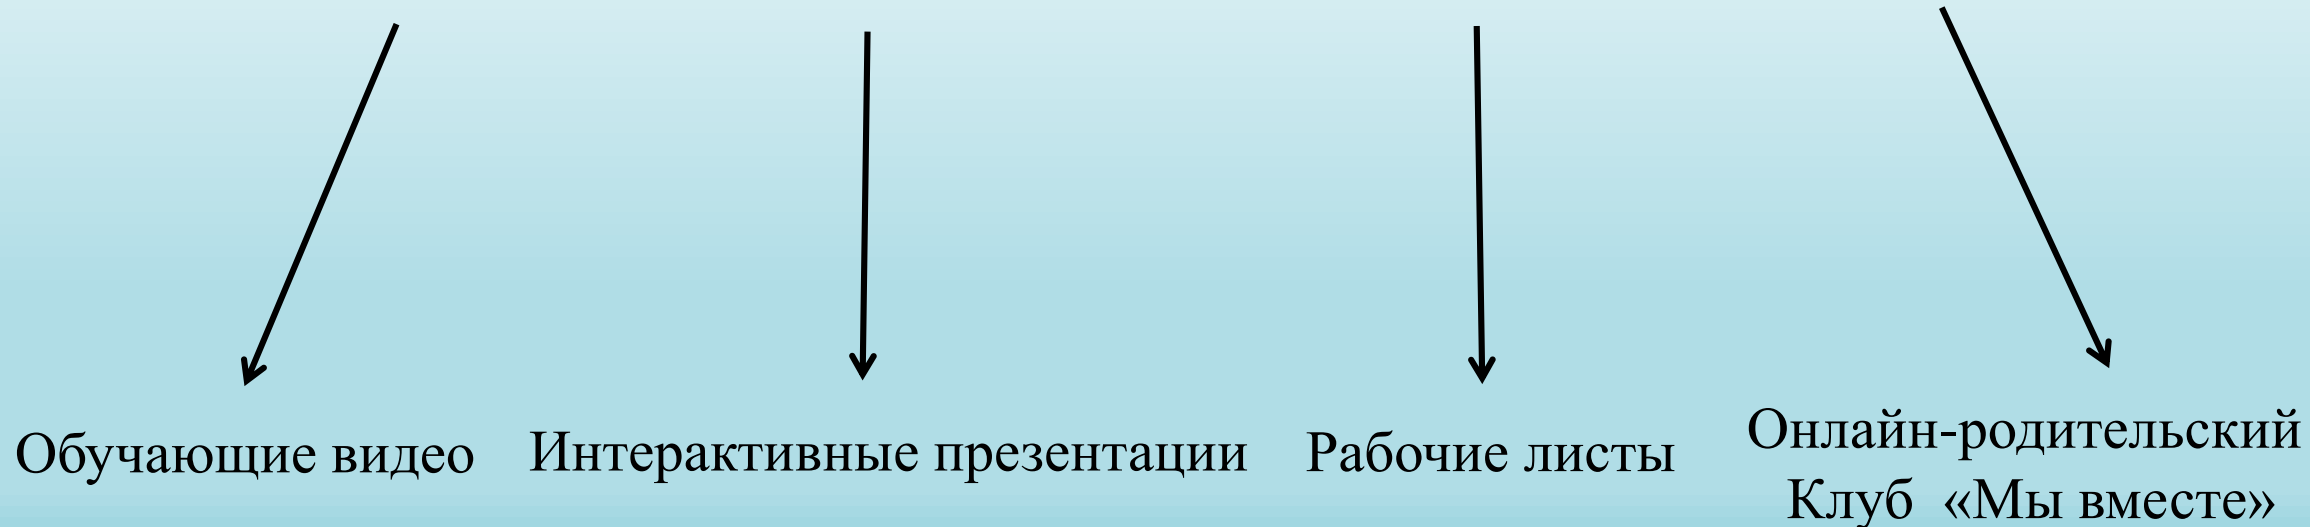 Обучающие видео
Интерактивные презентации
Рабочие листы
Онлайн-родительский
Клуб «Мы вместе»